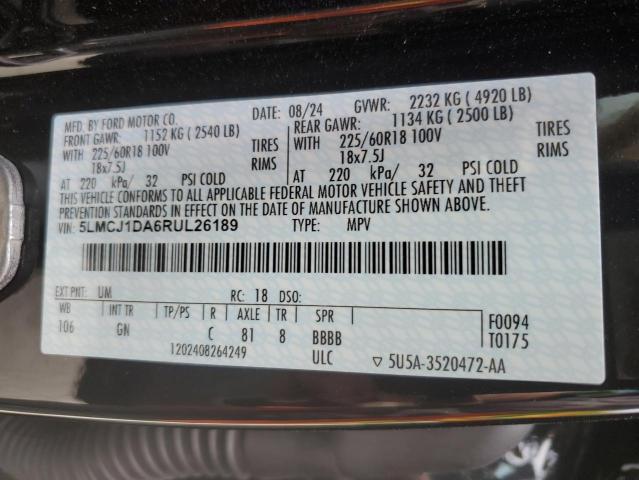 MFD. BY FORD MOTOR CO. DATE: 08/24 GVWR: 2232 KG ( 4920 LB)
FRONT GAWR: 1152 KG ( 2540 LB) REAR GAWR: 1134 KG ( 2500 LB)
WITH 225/60R18 100V TIRES WITH 225/60R18 100V TIRES
18x7.5J RIMS 18x7.5J RIMS
AT 220 kPa/ 32 PSI COLD AT 220 kPa/ 32 PSI COLD
THIS VEHICLE CONFORMS TO ALL APPLICABLE FEDERAL MOTOR VEHICLE SAFETY AND THEFT
PREVENTION STANDARDS IN EFFECT ON THE DATE OF MANUFACTURE SHOWN ABOVE.
VIN: 5LMCJ1DA6RUL26189 TYPE: MPV
EXT PNT: UM RC: 18 DSO:
WB INT TR TP/PS R AXLE TR SPR F0094
106 GN C 81 8 BBBB T0175
1202408264249 ULC ▽ 5U5A-3520472-AA